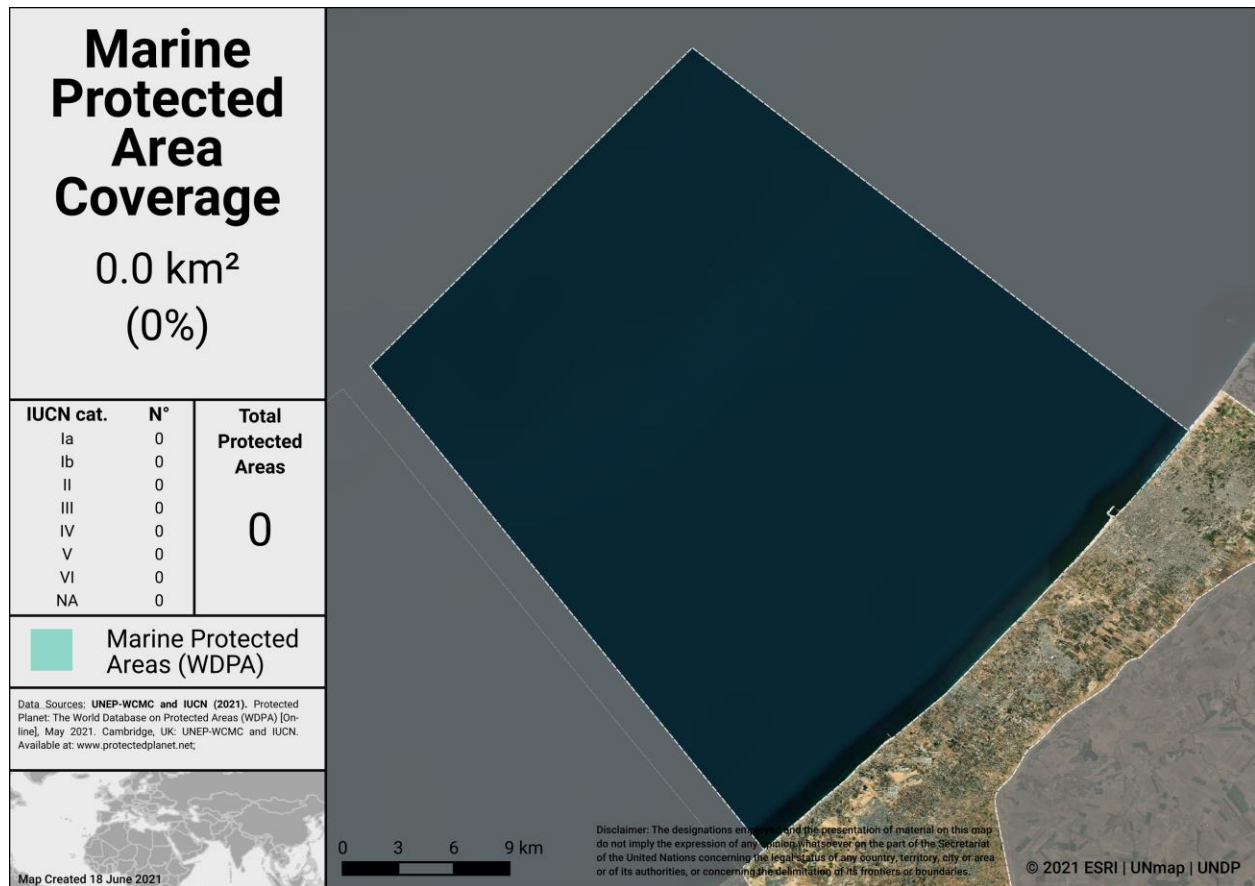 Marine
Protected
Area
Coverage
0.0 km²
(0%)
IUCN cat. N°
Ia 0
Ib 0
II 0
III 0
IV 0
V 0
VI 0
NA 0
Total
Protected
Areas
0
Marine Protected
Areas (WDPA)
Data Sources: UNEP-WCMC and IUCN (2021). Protected
Planet: The World Database on Protected Areas (WDPA) [On-
line], May 2021. Cambridge, UK: UNEP-WCMC and IUCN.
Available at: www.protectedplanet.net;
Map Created 18 June 2021
0 3 6 9 km
Disclaimer: The designations employed and the presentation of material on this map
do not imply the expression of any opinion whatsoever on the part of the Secretariat
of the United Nations concerning the legal status of any country, territory, city or area
or of its authorities, or concerning the delimitation of its frontiers or boundaries.
© 2021 ESRI | UNmap | UNDP